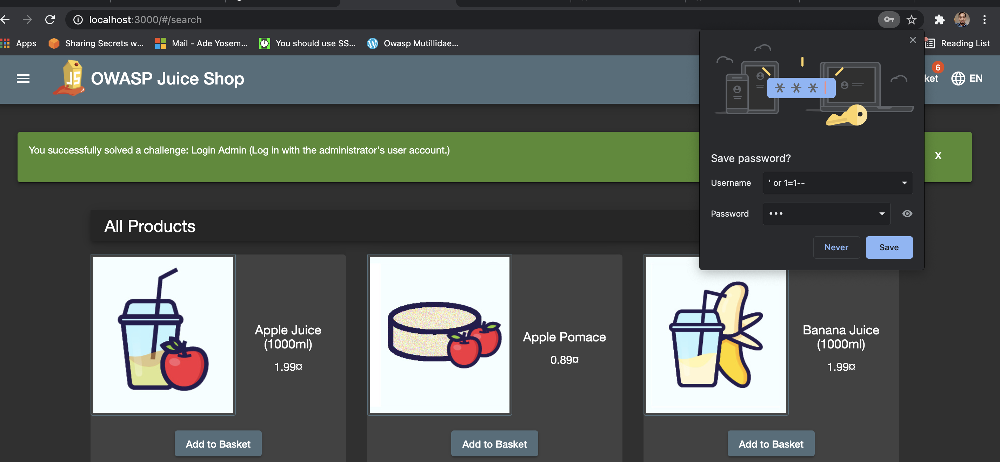 localhost:3000/#/search
Apps
Sharing Secrets w...
Mail - Ade Yosem...
You should use SS...
Owasp Mutillidae...
Reading List
JS
OWASP Juice Shop
6
ket
EN
***
You successfully solved a challenge: Login Admin (Log in with the administrator's user account.)
X
Save password?
Username
' or 1=1--
Password
•••
Never
Save
All Products
Apple Juice
(1000ml)
1.99¤
Add to Basket
Apple Pomace
0.89¤
Add to Basket
Banana Juice
(1000ml)
1.99¤
Add to Basket